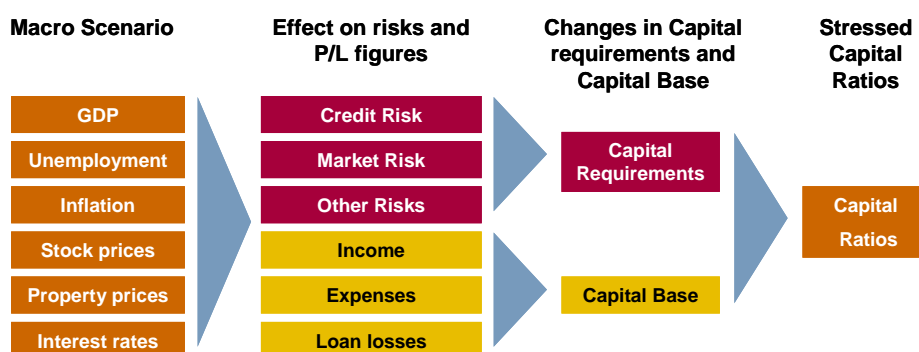 Macro Scenario
Effect on risks and
P/L figures
Changes in Capital
requirements and
Capital Base
Stressed
Capital
Ratios
GDP
Unemployment
Inflation
Stock prices
Property prices
Interest rates
Credit Risk
Market Risk
Other Risks
Income
Expenses
Loan losses
Capital
Requirements
Capital Base
Capital
Ratios